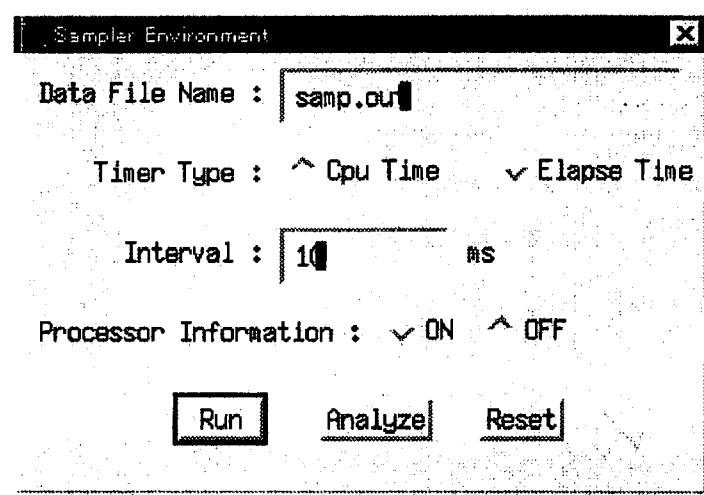 Sampler Environment
Data File Name : samp.out
Timer Type : Cpu Time Elapse Time
Interval : 10 ms
Processor Information : ON OFF
Run Analyze Reset